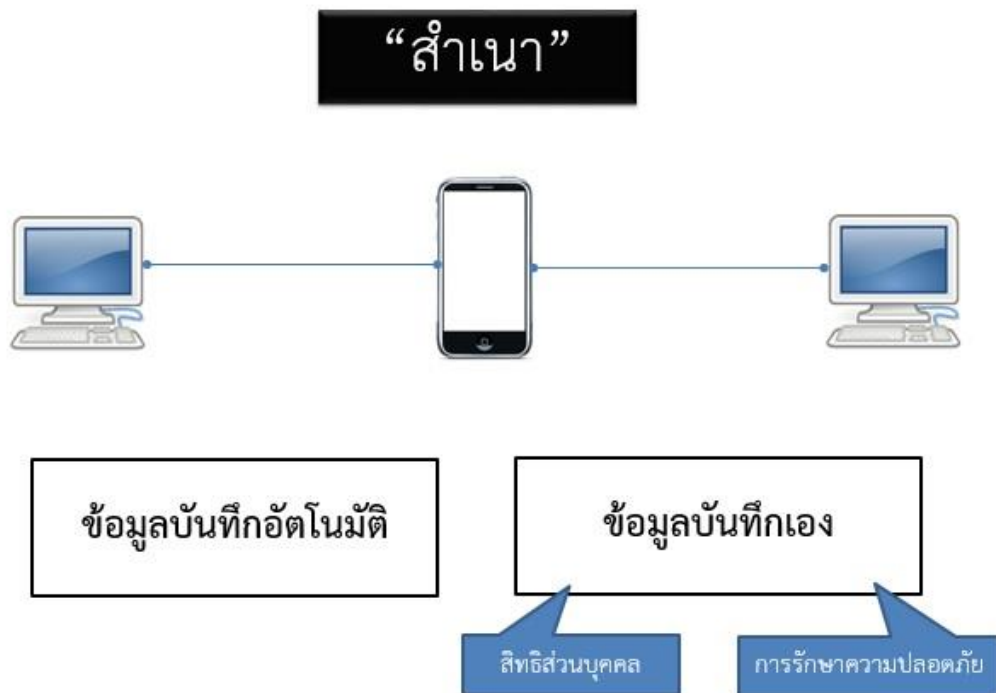 “สำเนา”
ข้อมูลบันทึกอัตโนมัติ
ข้อมูลบันทึกเอง
สิทธิส่วนบุคคล
การรักษาความปลอดภัย